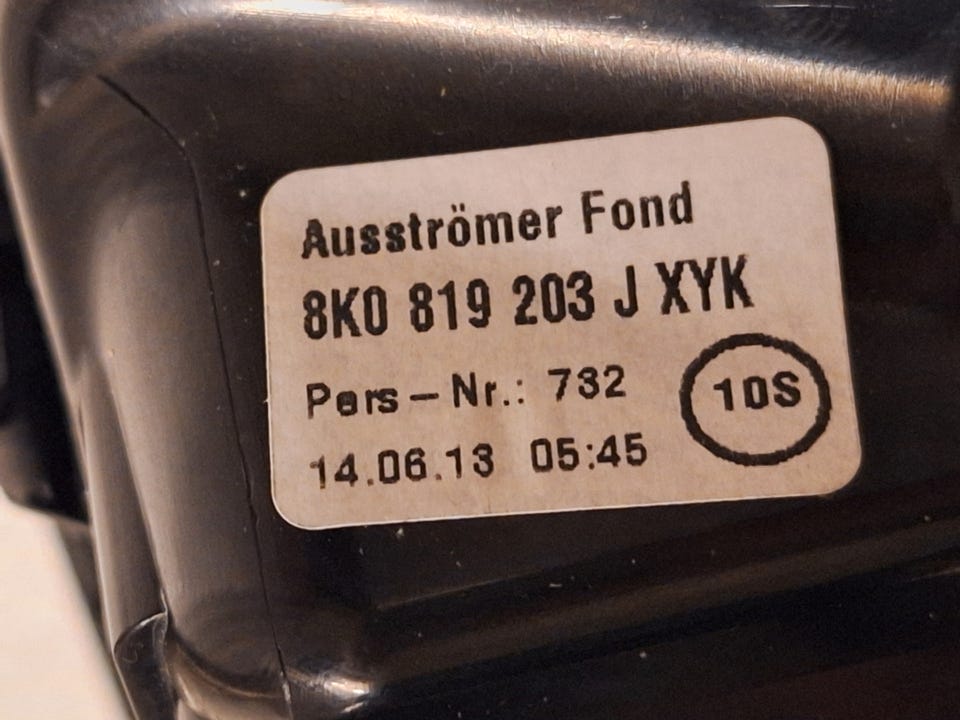 Ausströmer Fond
8K0 819 203 J XYK
Pers-Nr.: 732
10S
14.06.13 05:45